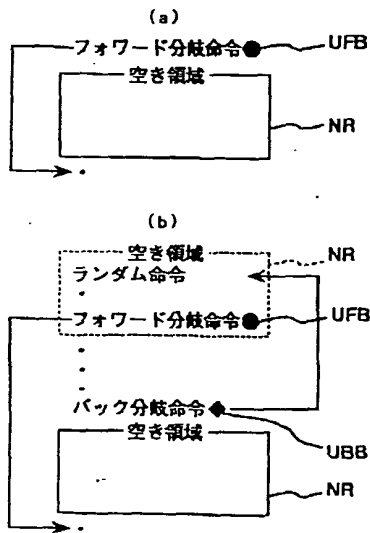 (a)
フォワード分岐命令● UFB
空き領域
NR
(b)
空き領域 NR
ランダム命令
フォワード分岐命令● UFB
バック分岐命令◆
空き領域
UBB
NR